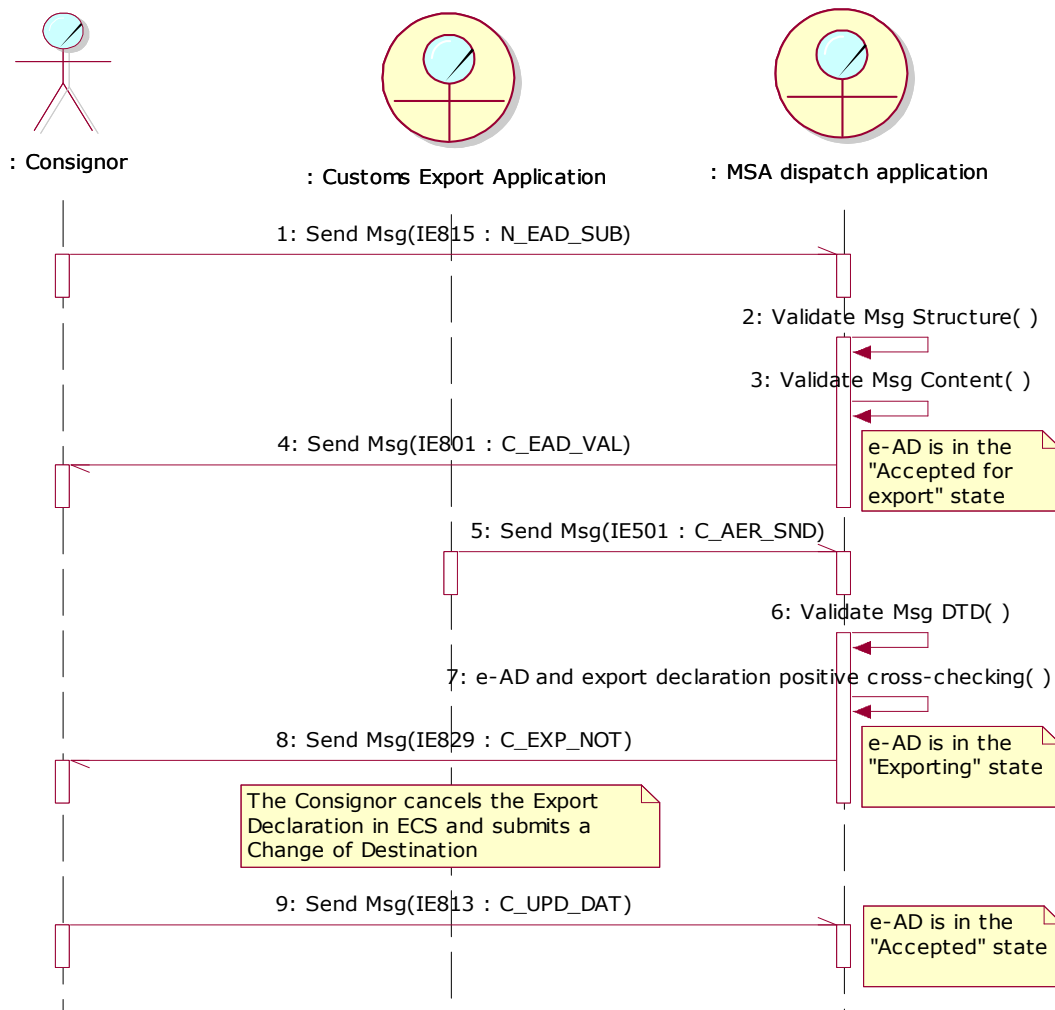 : Consignor
: Customs Export Application
: MSA dispatch application
1: Send Msg(IE815 : N_EAD_SUB)
2: Validate Msg Structure( )
3: Validate Msg Content( )
4: Send Msg(IE801 : C_EAD_VAL)
e-AD is in the
"Accepted for
export" state
5: Send Msg(IE501 : C_AER_SND)
6: Validate Msg DTD( )
7: e-AD and export declaration positive cross-checking( )
8: Send Msg(IE829 : C_EXP_NOT)
e-AD is in the
"Exporting" state
The Consignor cancels the Export
Declaration in ECS and submits a
Change of Destination
9: Send Msg(IE813 : C_UPD_DAT)
e-AD is in the
"Accepted" state